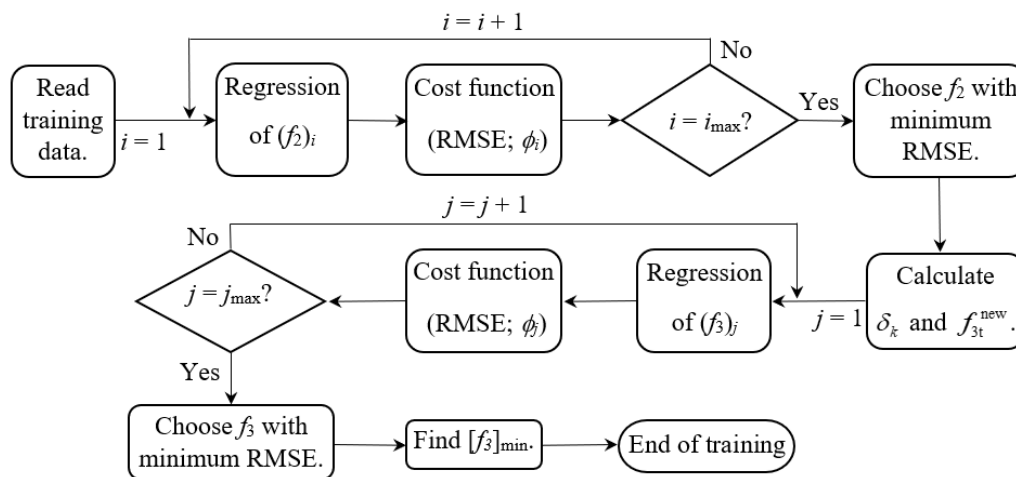 i = i + 1
No
Read
training
data.
i = 1
Regression
of (f₂)ᵢ
Cost function
(RMSE; ϕᵢ)
i = iₘₐₓ?
Yes
Choose f₂ with
minimum
RMSE.
j = j + 1
No
j = jₘₐₓ?
Cost function
(RMSE; ϕⱼ)
Regression
of (f₃)ⱼ
j = 1
Calculate
δₖ and f₃ₜⁿᵉʷ.
Yes
Choose f₃ with
minimum RMSE.
Find [f₃]ₘᵢₙ.
End of training